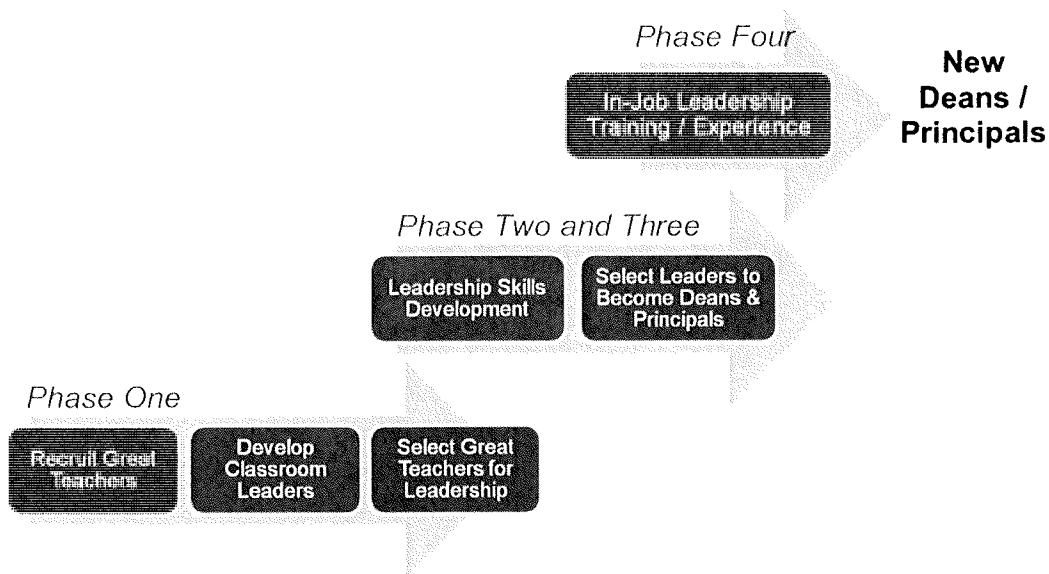 Phase Four
In-Job Leadership
Training / Experience
New
Deans /
Principals
Phase Two and Three
Leadership Skills
Development
Select Leaders to
Become Deans &
Principals
Phase One
Recruit Great
Teachers
Develop
Classroom
Leaders
Select Great
Teachers for
Leadership